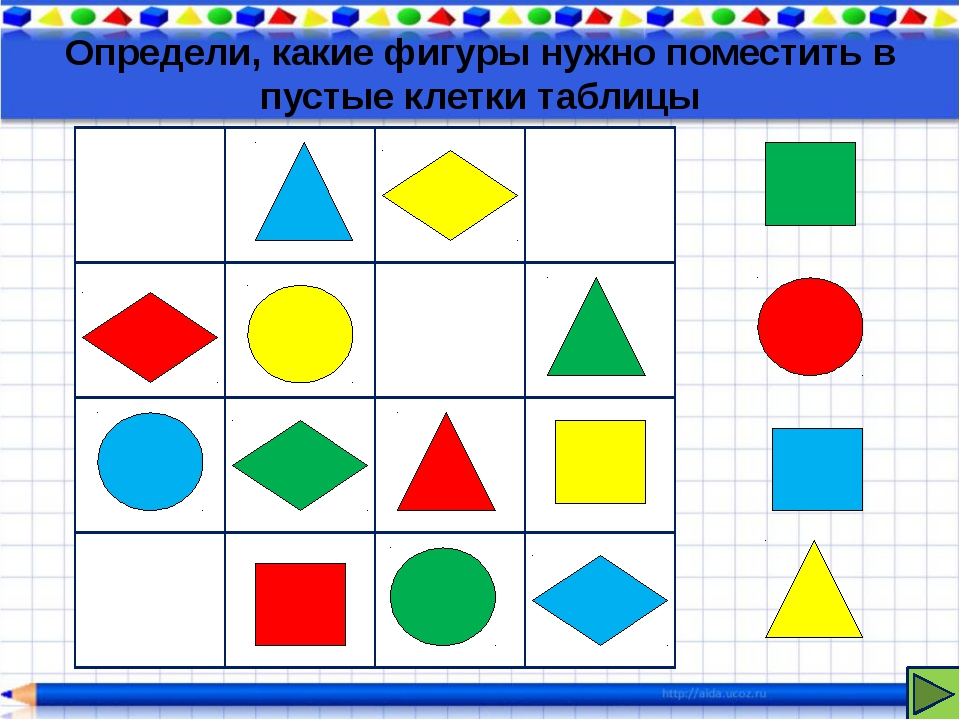 Определи, какие фигуры нужно поместить в
пустые клетки таблицы
http://aida.ucoz.ru